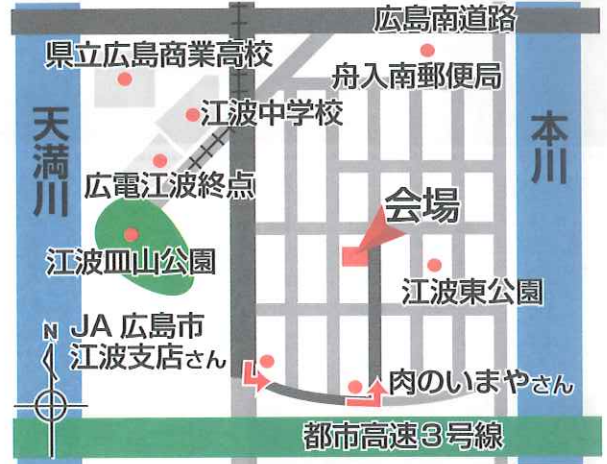 広島南道路
県立広島商業高校
舟入南郵便局
江波中学校
天満川
本川
広電江波終点
会場
江波皿山公園
江波東公園
N
JA 広島市
江波支店さん
肉のいまやさん
都市高速3号線